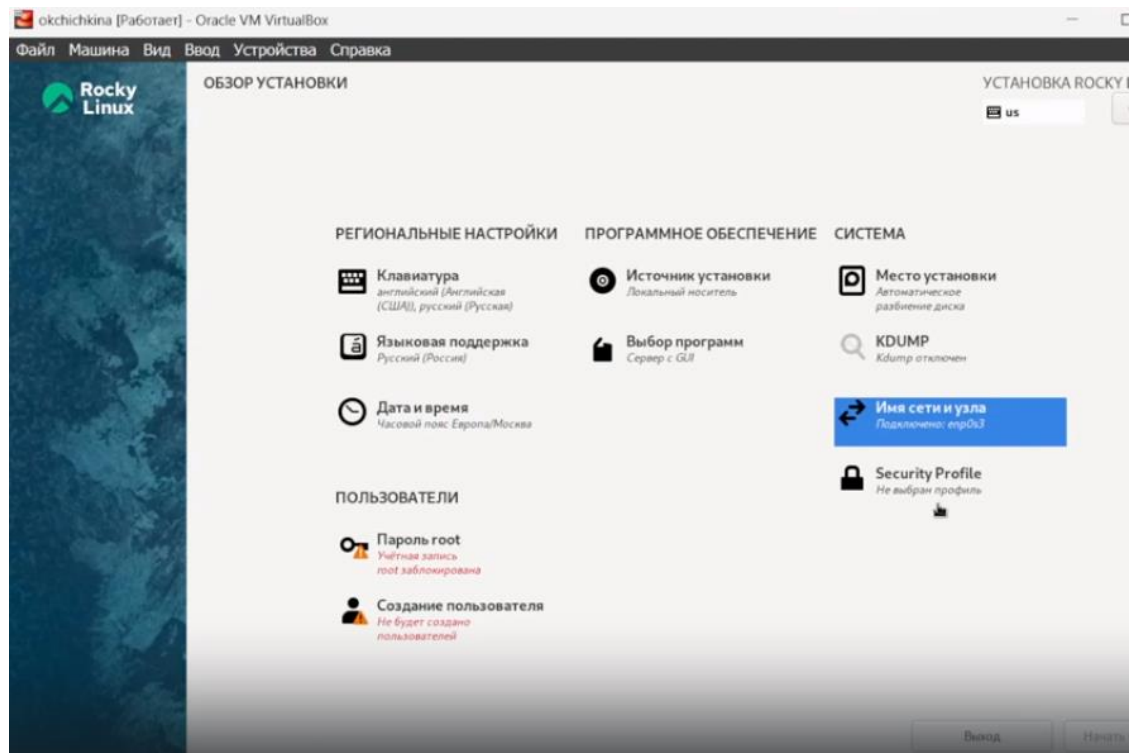 okchichkina [Работает] - Oracle VM VirtualBox
Файл Машина Вид Ввод Устройства Справка
Rocky
Linux
ОБЗОР УСТАНОВКИ
УСТАНОВКА ROCKY
us
РЕГИОНАЛЬНЫЕ НАСТРОЙКИ
Клавиатура
английский (Английская
(США)), русский (Русская)
Языковая поддержка
Русский (Россия)
Дата и время
Часовой пояс Европа/Москва
ПРОГРАММНОЕ ОБЕСПЕЧЕНИЕ
Источник установки
Локальный носитель
Выбор программ
Сервер с GUI
СИСТЕМА
Место установки
Автоматическое
разбиение диска
KDUMP
Kdump отключен
Имя сети и узла
Подключено: enp0s3
Security Profile
Не выбран профиль
ПОЛЬЗОВАТЕЛИ
Пароль root
Учётная запись
root заблокирована
Создание пользователя
Не будет создано
пользователей
Выход
Начать